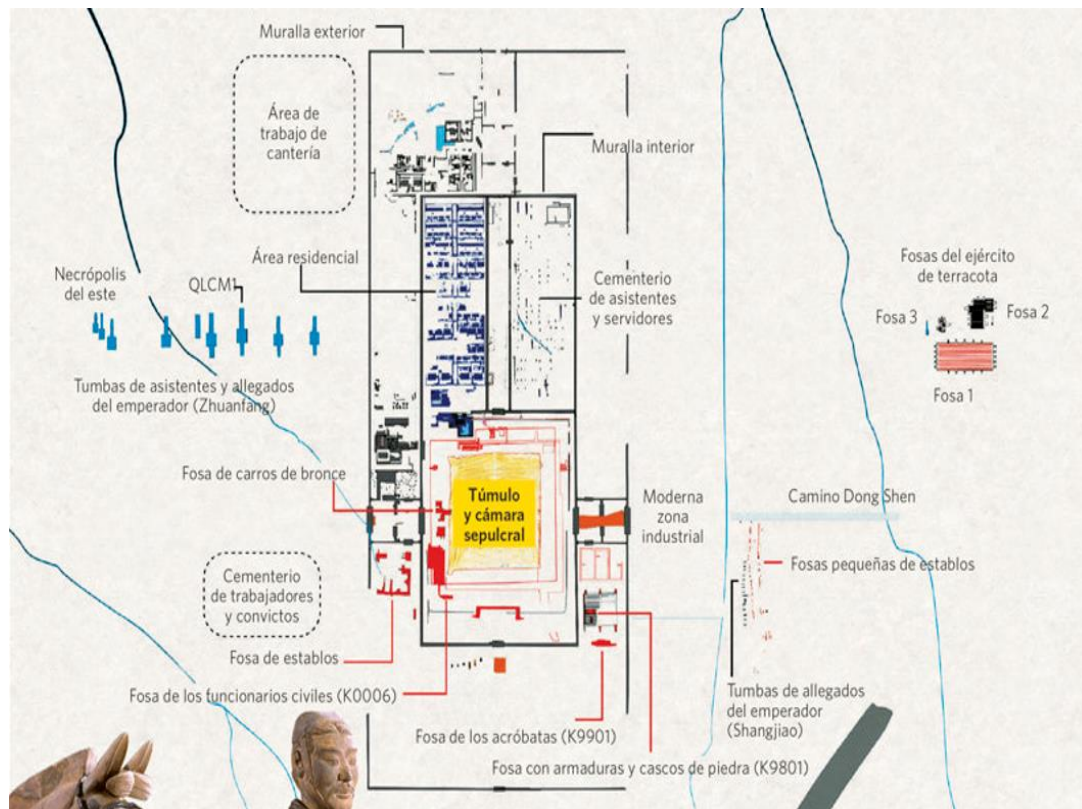 Muralla exterior
Área de
trabajo de
cantería
Muralla interior
Área residencial
Necrópolis
del este
QLCM1
Cementerio
de asistentes
y servidores
Fosas del ejército
de terracota
Fosa 3
Fosa 2
Fosa 1
Tumbas de asistentes y allegados
del emperador (Zhuanfang)
Fosa de carros de bronce
Túmulo
y cámara
sepulcral
Moderna
zona
industrial
Camino Dong Shen
Fosas pequeñas de establos
Cementerio
de trabajadores
y convictos
Fosa de establos
Fosa de los funcionarios civiles (K0006)
Tumbas de allegados
del emperador
(Shangjiao)
Fosa de los acróbatas (K9901)
Fosa con armaduras y cascos de piedra (K9801)